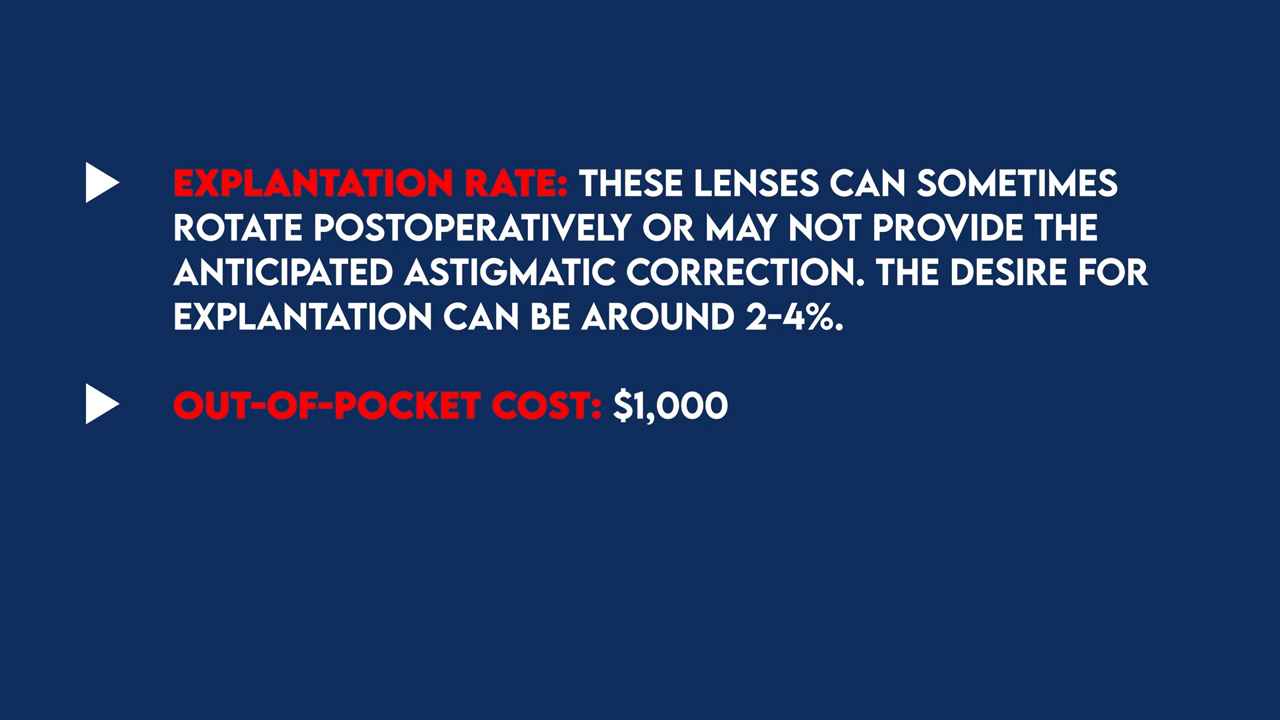 EXPLANTATION RATE: THESE LENSES CAN SOMETIMES
ROTATE POSTOPERATIVELY OR MAY NOT PROVIDE THE
ANTICIPATED ASTIGMATIC CORRECTION. THE DESIRE FOR
EXPLANTATION CAN BE AROUND 2-4%.
OUT-OF-POCKET COST: $1,000